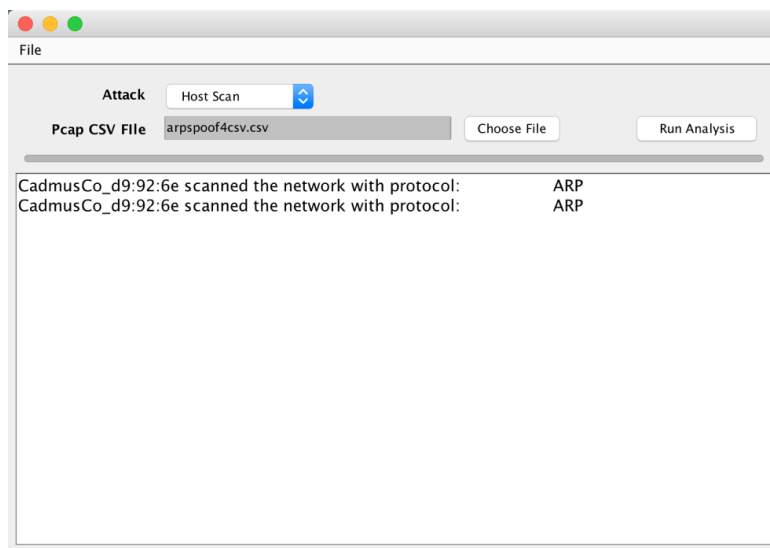 File
Attack Host Scan
Pcap CSV FIle arpspoof4csv.csv Choose File Run Analysis
CadmusCo_d9:92:6e scanned the network with protocol: ARP
CadmusCo_d9:92:6e scanned the network with protocol: ARP